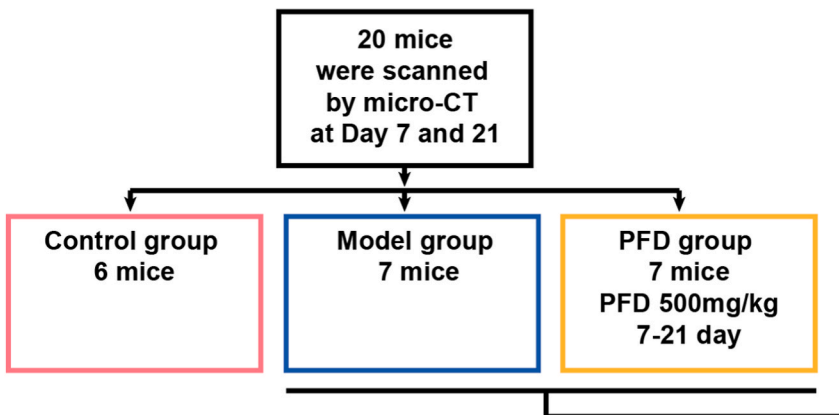 20 mice
were scanned
by micro-CT
at Day 7 and 21
Control group
6 mice
Model group
7 mice
PFD group
7 mice
PFD 500mg/kg
7-21 day